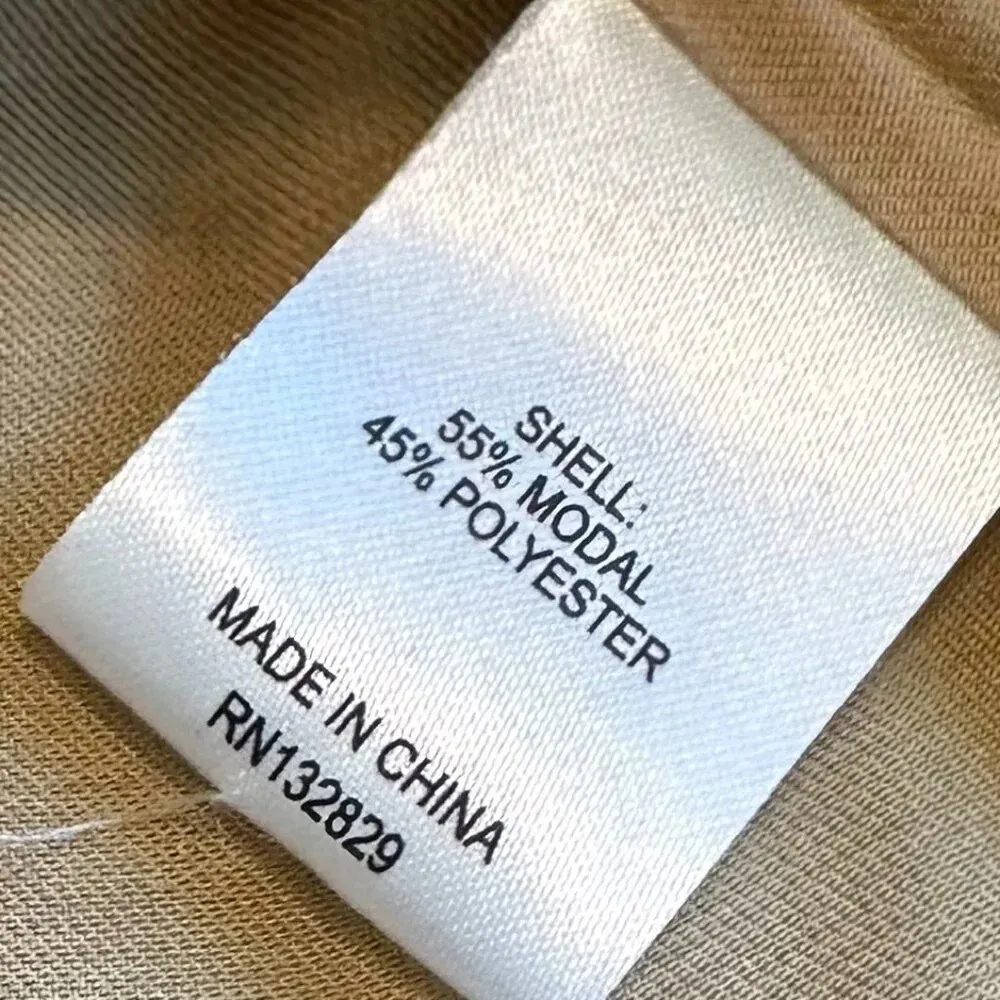 SHELL:
55% MODAL
45% POLYESTER
MADE IN CHINA
RN132829